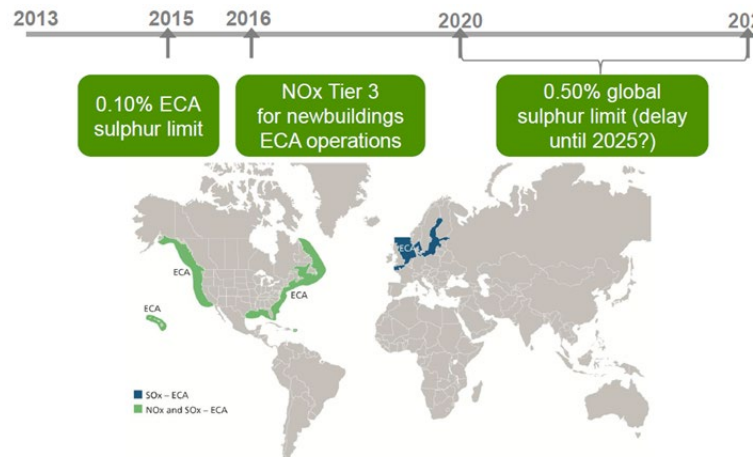 2013
2015
2016
2020
0.10% ECA
sulphur limit
NOx Tier 3
for newbuildings
ECA operations
0.50% global
sulphur limit (delay
until 2025?)
ECA
ECA
ECA
ECA
SOx – ECA
NOx and SOx – ECA